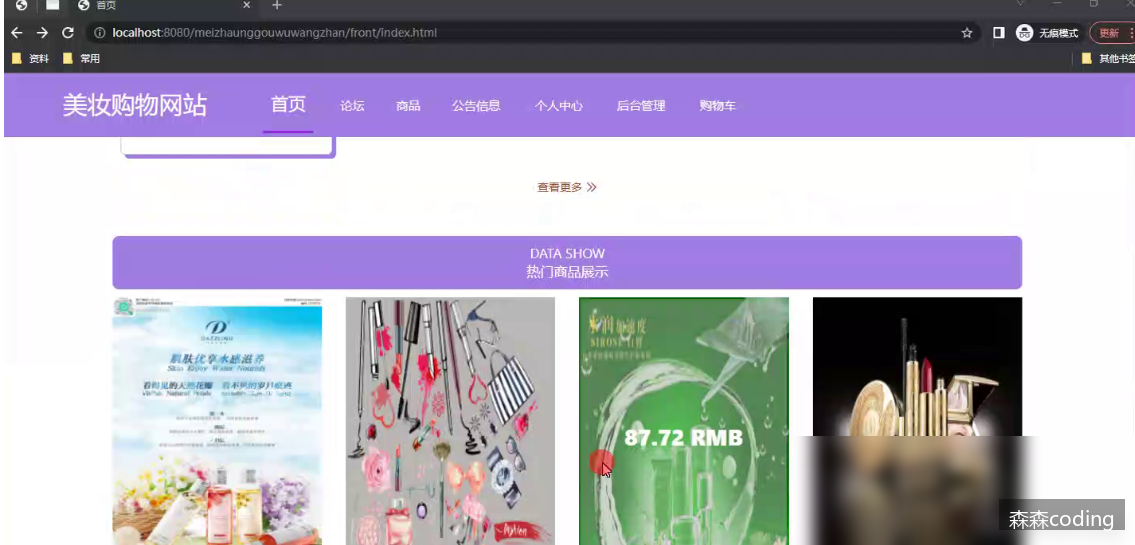 首页
localhost:8080/meizhaunggouwuwangzhan/front/index.html
无痕模式
更新
资料
常用
其他书签
美妆购物网站
首页
论坛
商品
公告信息
个人中心
后台管理
购物车
查看更多
DATA SHOW
热门商品展示
肌肤优享水感滋养
Skin Enjoy Water Nourish
87.72 RMB
森森coding